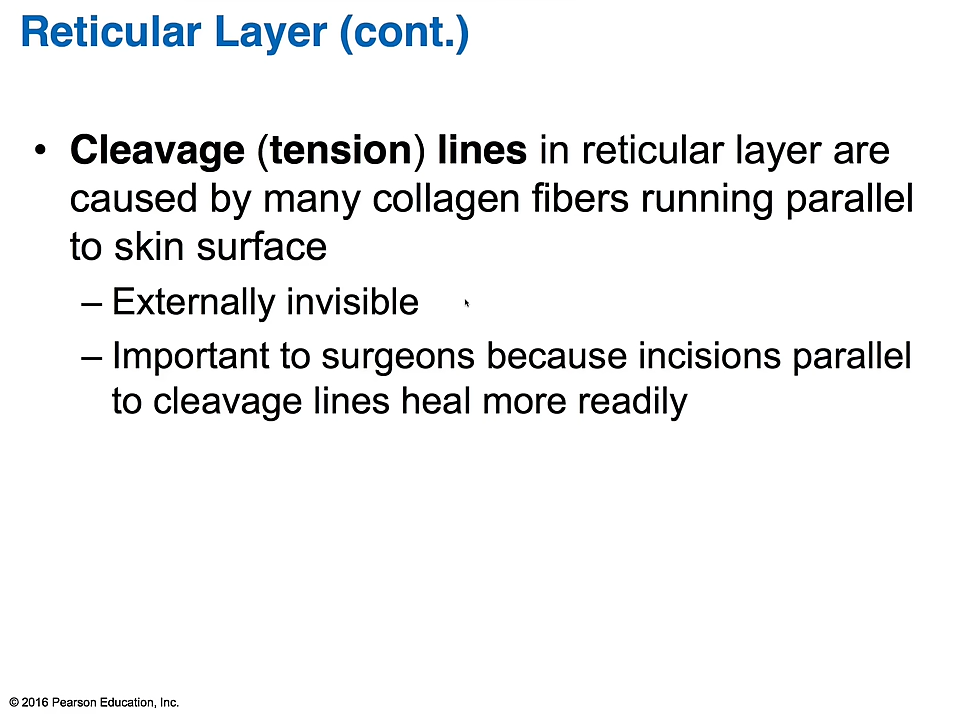 Reticular Layer (cont.)
• Cleavage (tension) lines in reticular layer are
caused by many collagen fibers running parallel
to skin surface
– Externally invisible
– Important to surgeons because incisions parallel
to cleavage lines heal more readily
© 2016 Pearson Education, Inc.